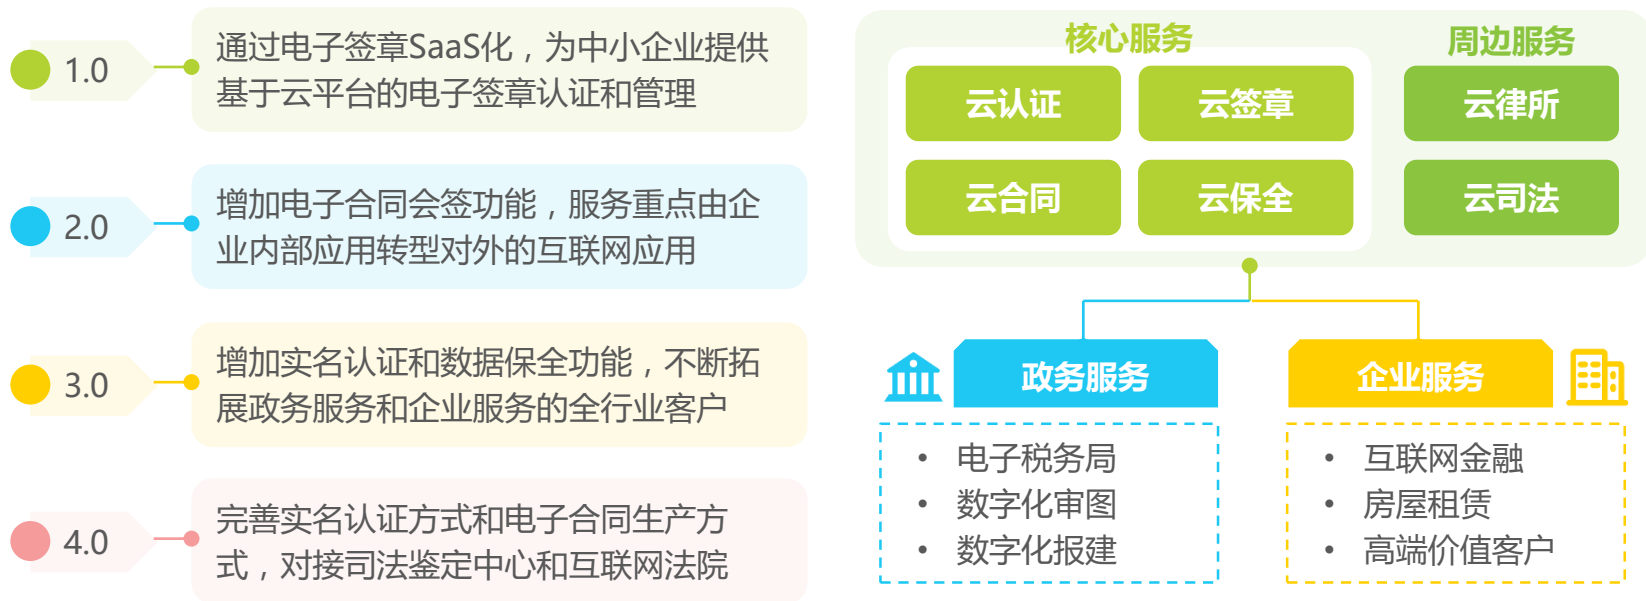 1.0
通过电子签章SaaS化，为中小企业提供
基于云平台的电子签章认证和管理
2.0
增加电子合同会签功能，服务重点由企
业内部应用转型对外的互联网应用
3.0
增加实名认证和数据保全功能，不断拓
展政务服务和企业服务的全行业客户
4.0
完善实名认证方式和电子合同生产方
式，对接司法鉴定中心和互联网法院
核心服务
云认证
云签章
云合同
云保全
周边服务
云律所
云司法
政务服务
• 电子税务局
• 数字化审图
• 数字化报建
企业服务
• 互联网金融
• 房屋租赁
• 高端价值客户